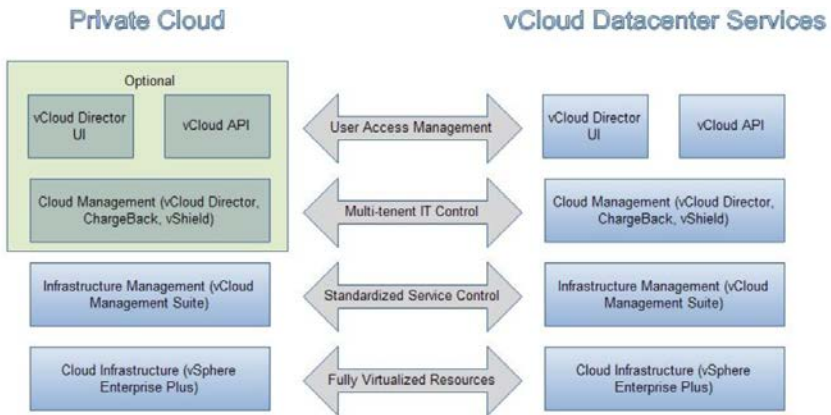 Private Cloud
vCloud Datacenter Services
Optional
vCloud Director
UI
vCloud API
User Access Management
vCloud Director
UI
vCloud API
Cloud Management (vCloud Director,
ChargeBack, vShield)
Multi-tenent IT Control
Cloud Management (vCloud Director,
ChargeBack, vShield)
Infrastructure Management (vCloud
Management Suite)
Standardized Service Control
Infrastructure Management (vCloud
Management Suite)
Cloud Infrastructure (vSphere
Enterprise Plus)
Fully Virtualized Resources
Cloud Infrastructure (vSphere
Enterprise Plus)